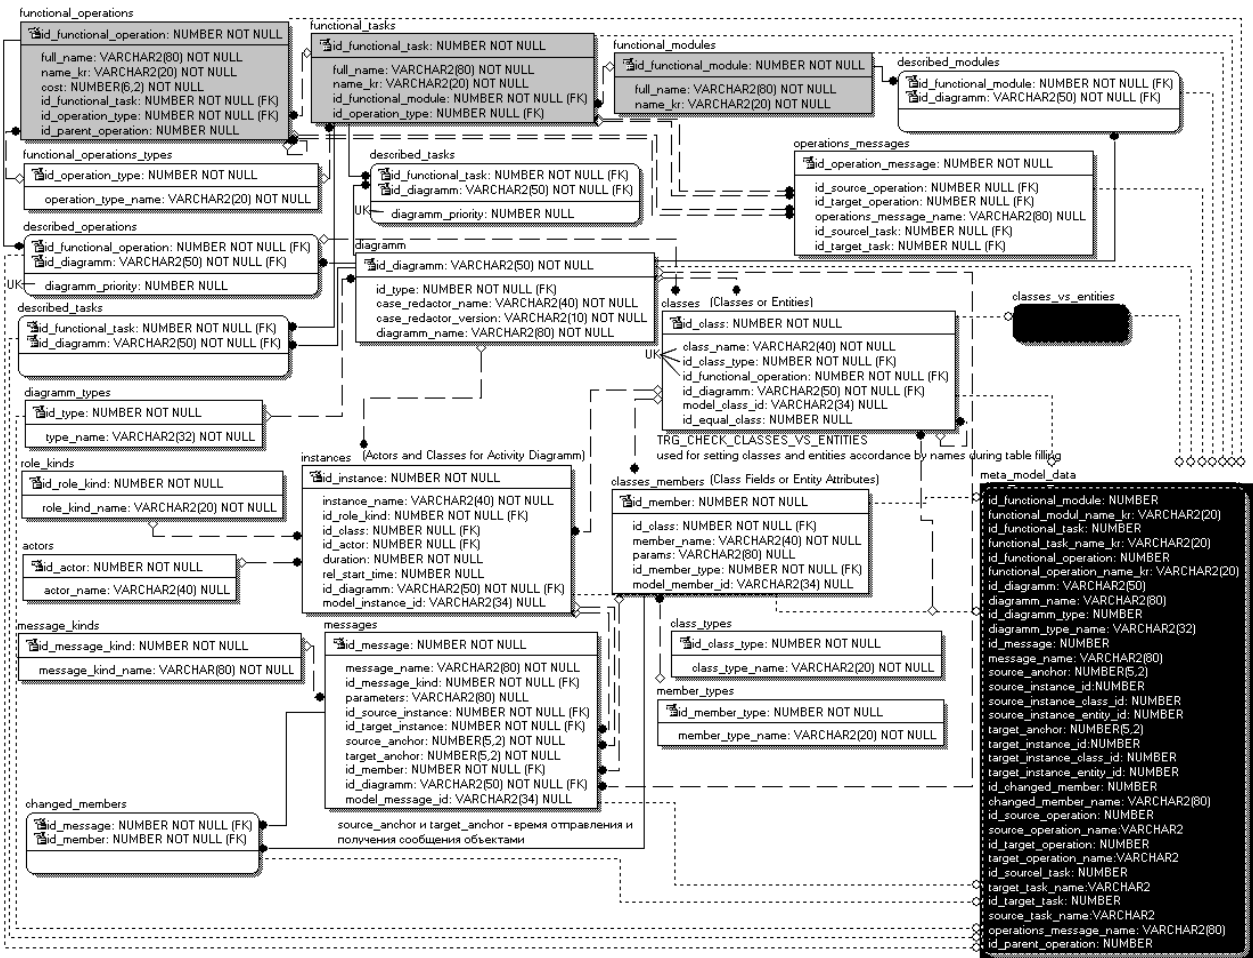 functional_operations
id_functional_operation: NUMBER NOT NULL
full_name: VARCHAR2(80) NOT NULL
name_kr: VARCHAR2(20) NOT NULL
cost: NUMBER(6,2) NOT NULL
id_functional_task: NUMBER NOT NULL (FK)
id_operation_type: NUMBER NOT NULL (FK)
id_parent_operation: NUMBER NULL
functional_tasks
id_functional_task: NUMBER NOT NULL
full_name: VARCHAR2(80) NOT NULL
name_kr: VARCHAR2(20) NOT NULL
id_functional_module: NUMBER NOT NULL (FK)
id_operation_type: NUMBER NOT NULL (FK)
functional_modules
id_functional_module: NUMBER NOT NULL
full_name: VARCHAR2(80) NOT NULL
name_kr: VARCHAR2(20) NOT NULL
described_modules
id_functional_module: NUMBER NOT NULL (FK)
id_diagramm: VARCHAR2(50) NOT NULL (FK)
functional_operations_types
id_operation_type: NUMBER NOT NULL
operation_type_name: VARCHAR2(20) NOT NULL
described_tasks
id_functional_task: NUMBER NOT NULL (FK)
id_diagramm: VARCHAR2(50) NOT NULL (FK)
UK
diagramm_priority: NUMBER NULL
operations_messages
id_operation_message: NUMBER NOT NULL
id_source_operation: NUMBER NOT NULL (FK)
id_target_operation: NUMBER NOT NULL (FK)
operations_message_name: VARCHAR2(80) NULL
id_sourcel_task: NUMBER NOT NULL (FK)
id_target_task: NUMBER NOT NULL (FK)
described_operations
id_functional_operation: NUMBER NOT NULL (FK)
id_diagramm: VARCHAR2(50) NOT NULL (FK)
UK
diagramm_priority: NUMBER NULL
diagramm
id_diagramm: VARCHAR2(50) NOT NULL
id_type: NUMBER NOT NULL (FK)
case_redactor_name: VARCHAR2(40) NOT NULL
case_redactor_version: VARCHAR2(10) NOT NULL
diagramm_name: VARCHAR2(80) NOT NULL
classes (Classes or Entities)
id_class: NUMBER NOT NULL
UK
class_name: VARCHAR2(40) NOT NULL
id_class_type: NUMBER NOT NULL (FK)
id_functional_operation: NUMBER NOT NULL (FK)
id_diagramm: VARCHAR2(50) NOT NULL (FK)
model_class_id: VARCHAR2(34) NULL
id_equal_class: NUMBER NULL
TRG_CHECK_CLASSES_VS_ENTITIES
used for setting classes and entities accordance by names during table filling
classes_vs_entities
described_tasks
id_functional_task: NUMBER NOT NULL (FK)
id_diagramm: VARCHAR2(50) NOT NULL (FK)
diagramm_types
id_type: NUMBER NOT NULL
type_name: VARCHAR2(32) NOT NULL
role_kinds
id_role_kind: NUMBER NOT NULL
role_kind_name: VARCHAR2(20) NOT NULL
actors
id_actor: NUMBER NOT NULL
actor_name: VARCHAR2(40) NULL
instances (Actors and Classes for Activity Diagramm)
id_instance: NUMBER NOT NULL
instance_name: VARCHAR2(40) NOT NULL
id_role_kind: NUMBER NOT NULL (FK)
id_class: NUMBER NOT NULL (FK)
id_actor: NUMBER NOT NULL (FK)
duration: NUMBER NOT NULL
rel_start_time: NUMBER NULL
id_diagramm: VARCHAR2(50) NOT NULL (FK)
model_instance_id: VARCHAR2(34) NULL
classes_members (Class Fields or Entity Attributes)
id_member: NUMBER NOT NULL
id_class: NUMBER NOT NULL (FK)
member_name: VARCHAR2(40) NOT NULL
params: VARCHAR2(80) NULL
id_member_type: NUMBER NOT NULL (FK)
model_member_id: VARCHAR2(34) NULL
message_kinds
id_message_kind: NUMBER NOT NULL
message_kind_name: VARCHAR(80) NOT NULL
messages
id_message: NUMBER NOT NULL
message_name: VARCHAR2(80) NOT NULL
id_message_kind: NUMBER NOT NULL (FK)
parameters: VARCHAR2(80) NULL
id_source_instance: NUMBER NOT NULL (FK)
id_target_instance: NUMBER NOT NULL (FK)
source_anchor: NUMBER(5,2) NOT NULL
target_anchor: NUMBER(5,2) NOT NULL
id_member: NUMBER NOT NULL (FK)
id_diagramm: VARCHAR2(50) NOT NULL (FK)
model_message_id: VARCHAR2(34) NULL
source_anchor и target_anchor - время отправления и
получения сообщения объектами
class_types
id_class_type: NUMBER NOT NULL
class_type_name: VARCHAR2(20) NOT NULL
member_types
id_member_type: NUMBER NOT NULL
member_type_name: VARCHAR2(20) NOT NULL
changed_members
id_message: NUMBER NOT NULL (FK)
id_member: NUMBER NOT NULL (FK)
meta_model_data
id_functional_module: NUMBER
functional_modul_name_kr: VARCHAR2(20)
id_functional_task: NUMBER
functional_task_name_kr: VARCHAR2(20)
id_functional_operation: NUMBER
functional_operation_name_kr: VARCHAR2(20)
id_diagramm: VARCHAR2(50)
diagramm_name: VARCHAR2(80)
id_diagramm_type: NUMBER
diagramm_type_name: VARCHAR2(32)
id_message: NUMBER
message_name: VARCHAR2(80)
source_anchor: NUMBER(5,2)
source_instance_id:NUMBER
source_instance_class_id: NUMBER
source_instance_entity_id: NUMBER
target_anchor: NUMBER(5,2)
target_instance_id:NUMBER
target_instance_class_id: NUMBER
target_instance_entity_id: NUMBER
id_changed_member: NUMBER
changed_member_name: VARCHAR2(80)
id_source_operation: NUMBER
source_operation_name:VARCHAR2
id_target_operation: NUMBER
target_operation_name:VARCHAR2
id_sourcel_task: NUMBER
target_task_name:VARCHAR2
id_target_task: NUMBER
source_task_name:VARCHAR2
operations_message_name: VARCHAR2(80)
id_parent_operation: NUMBER